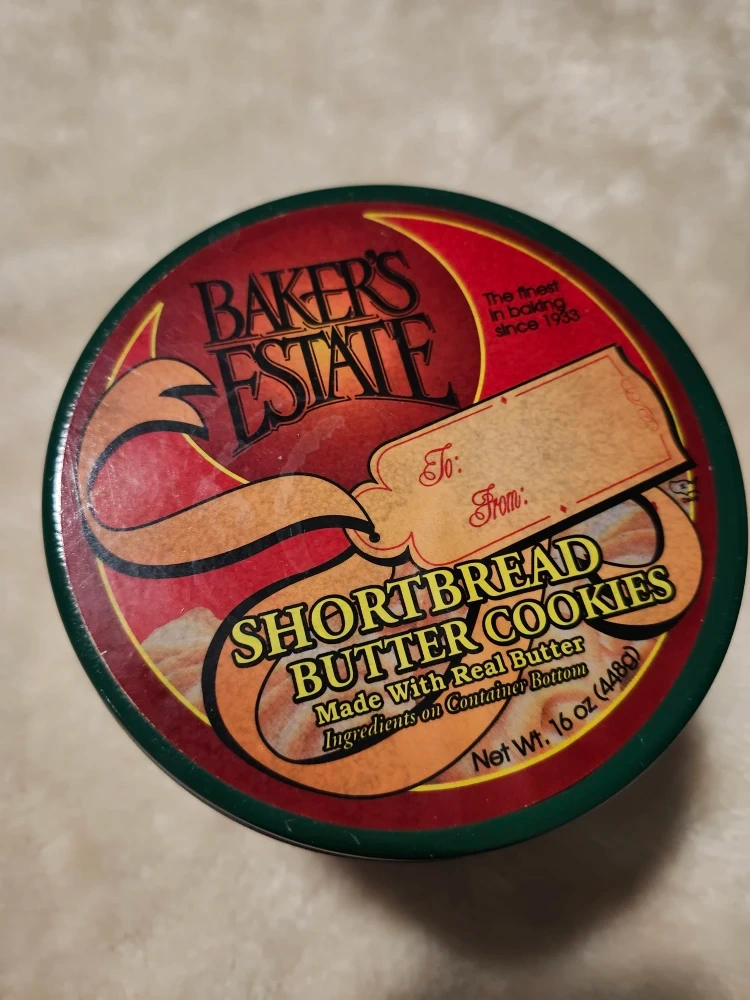 BAKER'S
ESTATE
The finest
in baking
since 1933
To:
From:
SHORTBREAD
BUTTER COOKIES
Made With Real Butter
Ingredients on Container Bottom
Net Wt. 16 oz (448g)